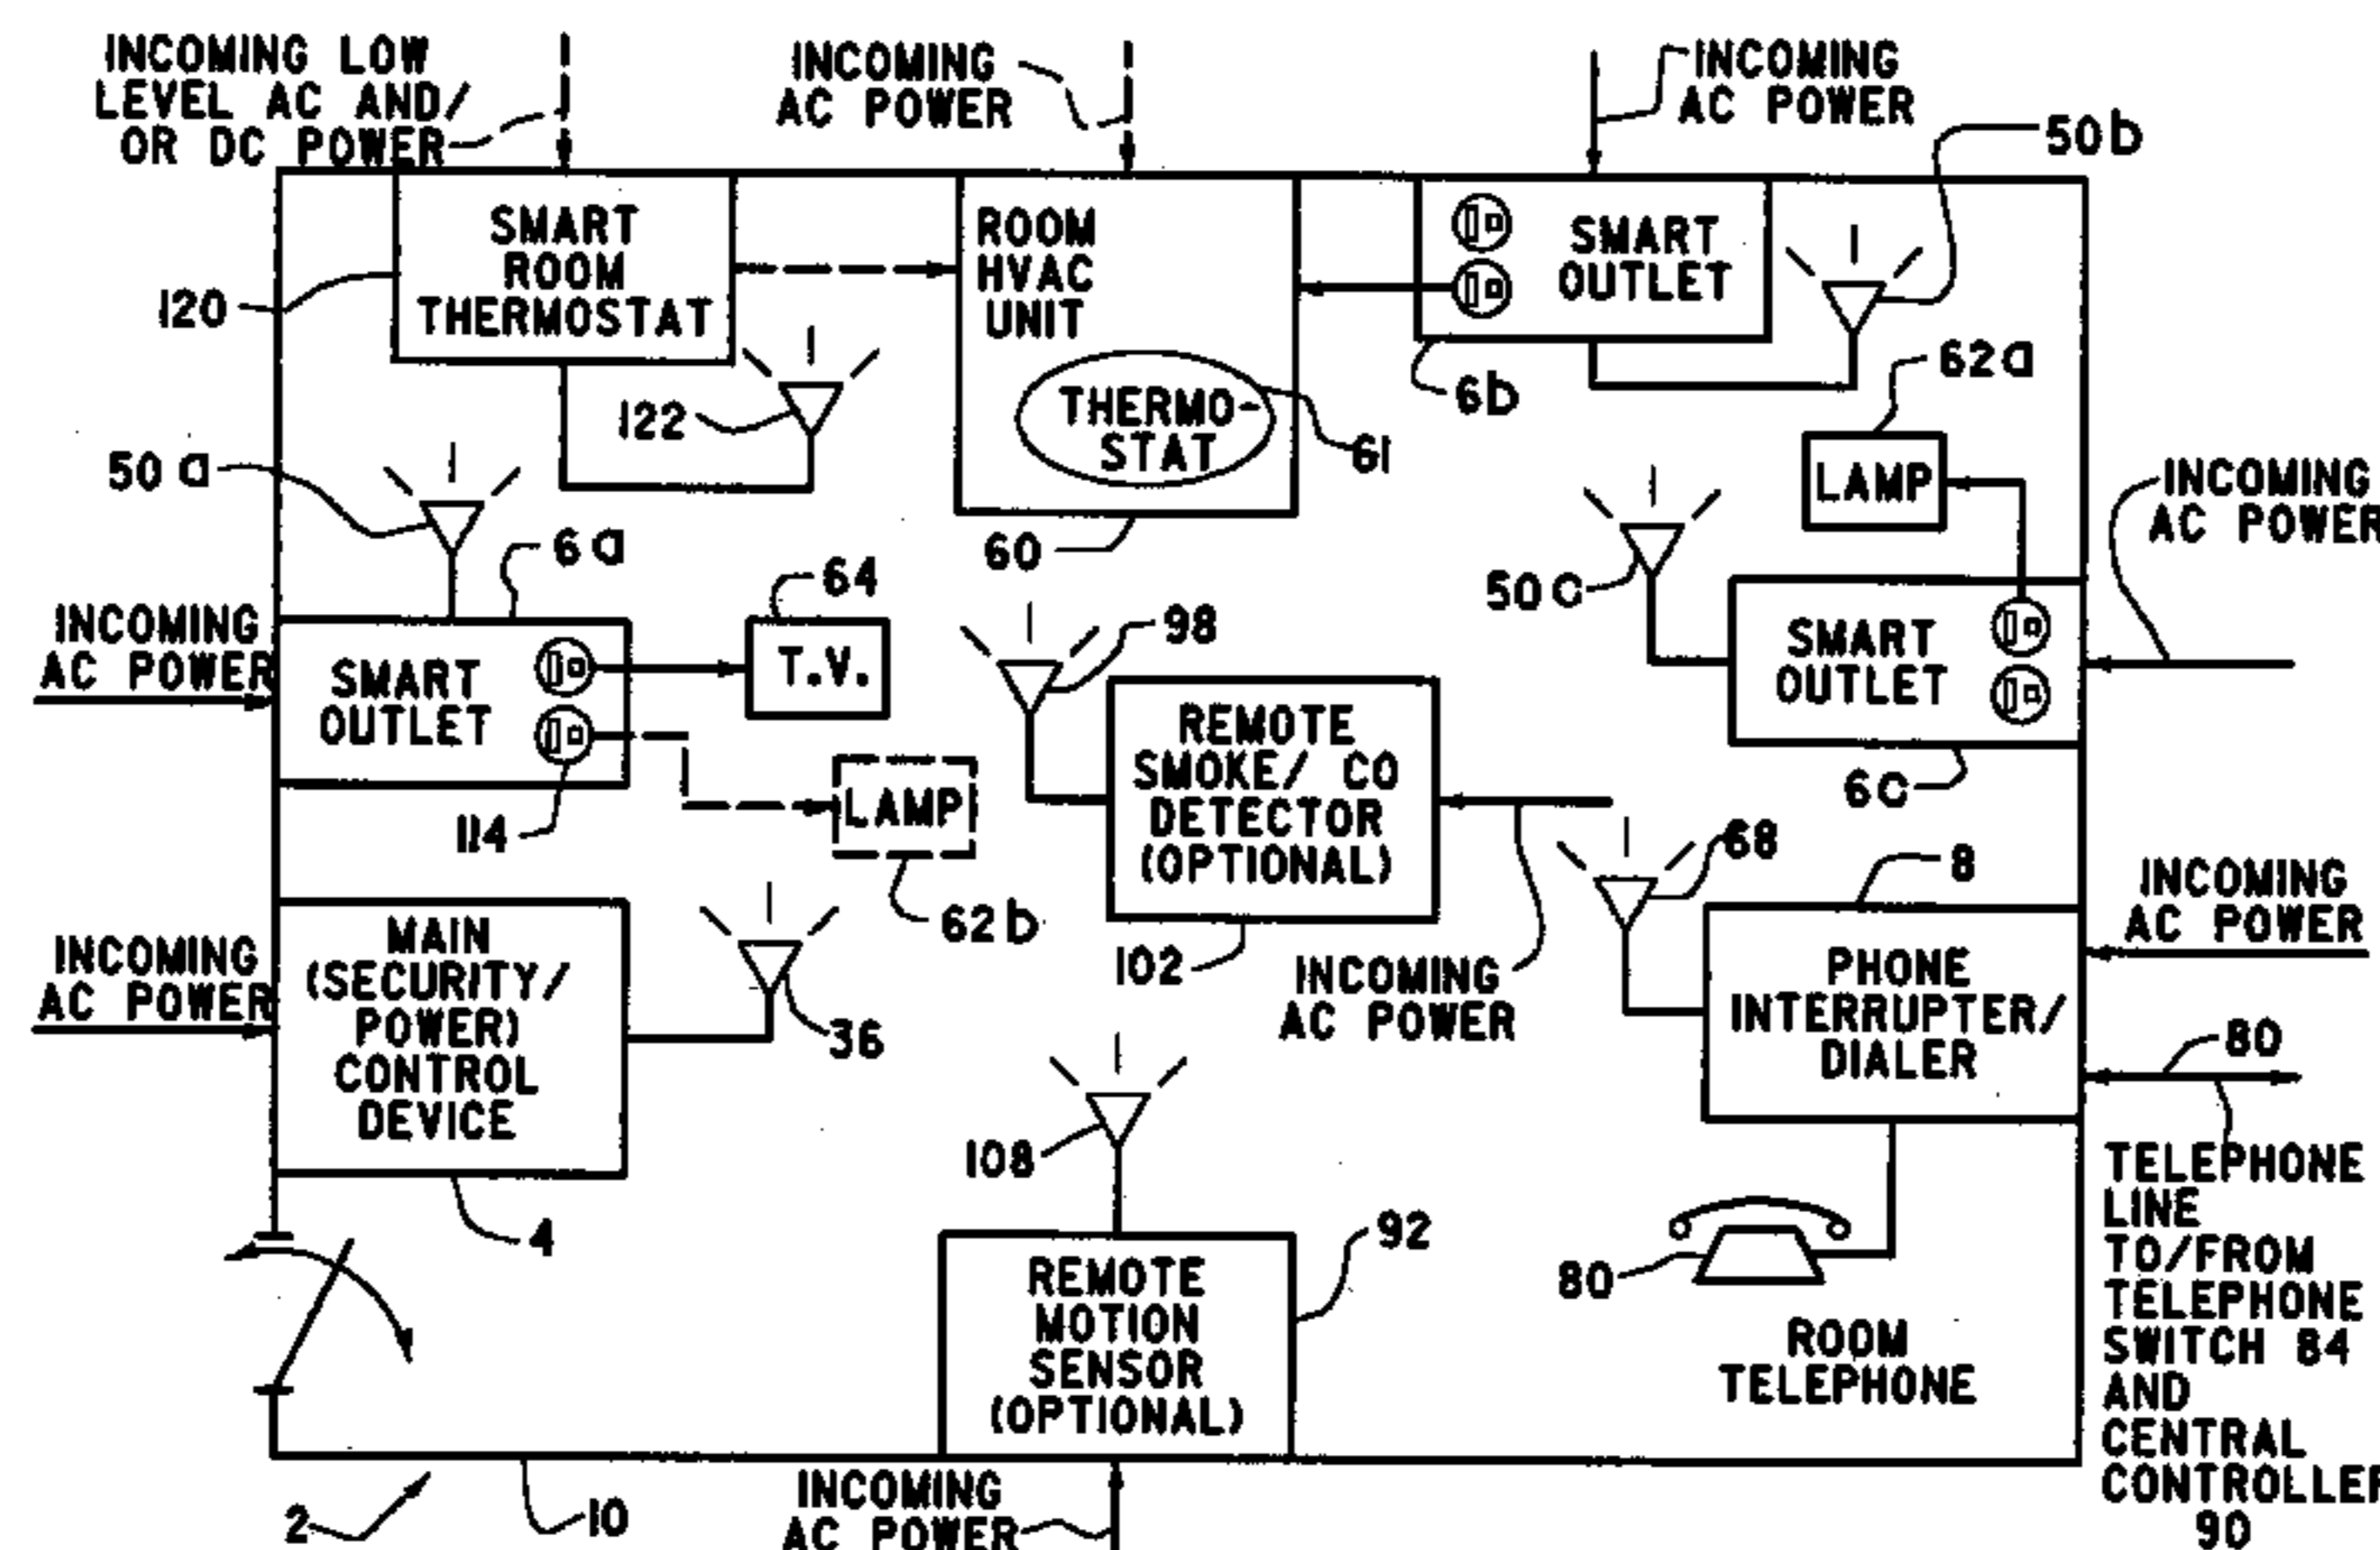 INCOMING LOW
LEVEL AC AND/
OR DC POWER
INCOMING
AC POWER
INCOMING
AC POWER
50b
SMART
ROOM
THERMOSTAT
120
122
ROOM
HVAC
UNIT
THERMO-
STAT
61
60
SMART
OUTLET
6b
62a
LAMP
INCOMING
AC POWER
50a
6a
64
T.V.
INCOMING
AC POWER
SMART
OUTLET
114
LAMP
62b
98
REMOTE
SMOKE/ CO
DETECTOR
(OPTIONAL)
102
INCOMING
AC POWER
50c
SMART
OUTLET
6c
68
8
INCOMING
AC POWER
PHONE
INTERRUPTER/
DIALER
80
INCOMING
AC POWER
MAIN
(SECURITY/
POWER)
CONTROL
DEVICE
36
4
108
92
REMOTE
MOTION
SENSOR
(OPTIONAL)
80
ROOM
TELEPHONE
TELEPHONE
LINE
TO/FROM
TELEPHONE
SWITCH 84
AND
CENTRAL
CONTROLLER
90
2
10
INCOMING
AC POWER